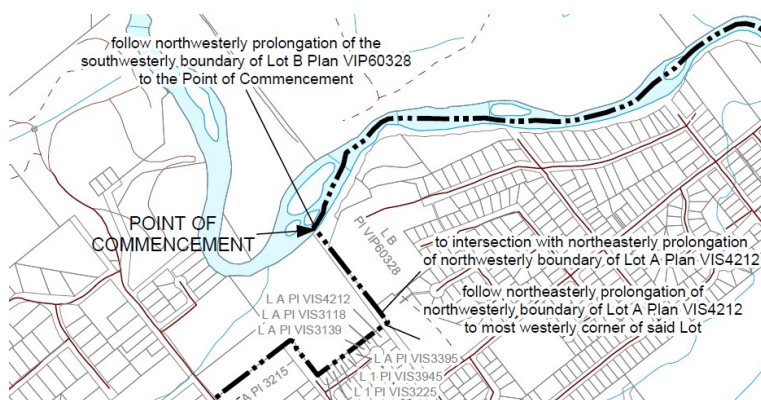 follow northwesterly prolongation of the
southwesterly boundary of Lot B Plan VIP60328
to the Point of Commencement
POINT OF
COMMENCEMENT
L B
Pl VIP60328
to intersection with northeasterly prolongation
of northwesterly boundary of Lot A Plan VIS4212
follow northeasterly prolongation of
northwesterly boundary of Lot A Plan VIS4212
to most westerly corner of said Lot
L A Pl VIS4212
L A Pl VIS3118
L A Pl VIS3139
L A Pl VIS3395
L 1 Pl VIS3945
L 1 Pl VIS3225
A Pl 3215